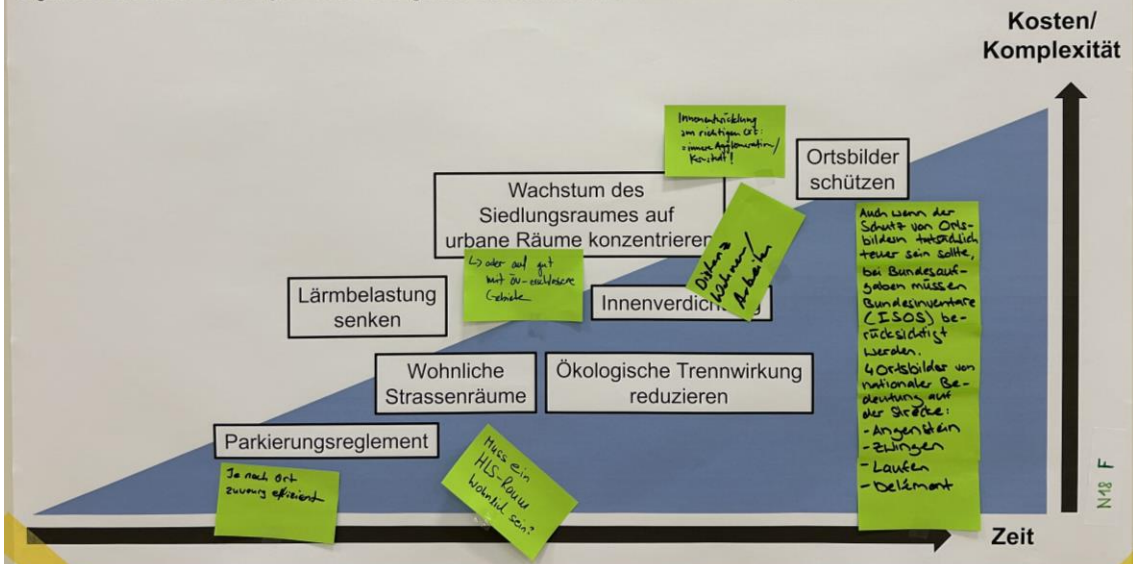 Kosten/
Komplexität
Innenentwicklung
am richtigen Ort:
= innere Agglomeration/
Kernstadt!
Ortsbilder
schützen
Wachstum des
Siedlungsraumes auf
urbane Räume konzentrieren
↳ oder auf gut
mit öv-erschlossene
Gebiete
Distanz
Wohnen/
Arbeiten
Auch wenn der
Schutz von Orts-
bildern tatsächlich
teuer sein sollte,
bei Bundesauf-
gaben müssen
Bundesinventare
(ISOS) be-
rücksichtigt
werden.
4 Ortsbilder von
nationaler Be-
deutung auf
der Strecke:
- Angenstein
- Zwingen
- Laufen
- Delémont
Lärmbelastung
senken
Innenverdich
Wohnliche
Strassenräume
Ökologische Trennwirkung
reduzieren
Parkierungsreglement
Je nach Ort
effizient
Muss ein
HLS-Raum
wohnlich sein?
N18 F
Zeit